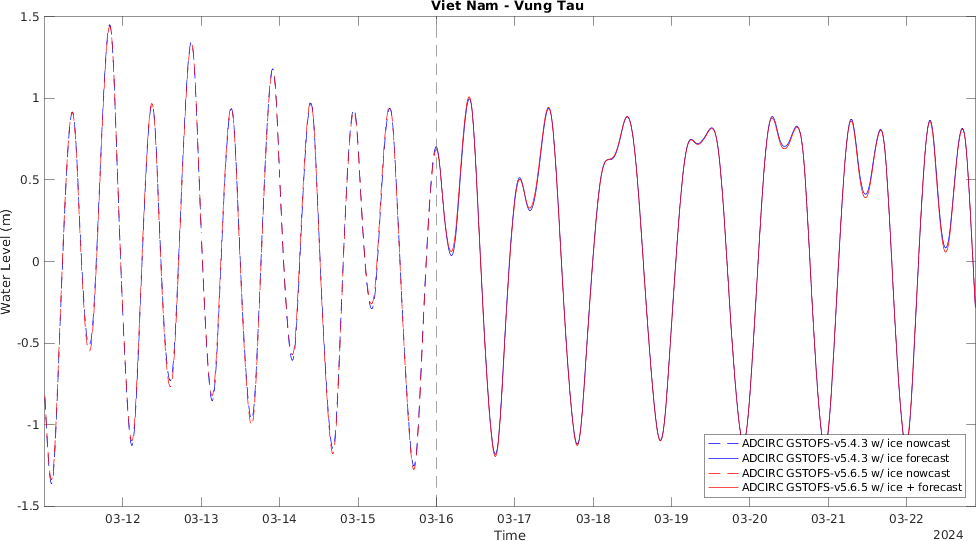 Viet Nam - Vung Tau
1.5
1
0.5
0
-0.5
-1
-1.5
Water Level (m)
03-12 03-13 03-14 03-15 03-16 03-17 03-18 03-19 03-20 03-21 03-22
Time
2024
ADCIRC GSTOFS-v5.4.3 w/ ice nowcast
ADCIRC GSTOFS-v5.4.3 w/ ice forecast
ADCIRC GSTOFS-v5.6.5 w/ ice nowcast
ADCIRC GSTOFS-v5.6.5 w/ ice + forecast